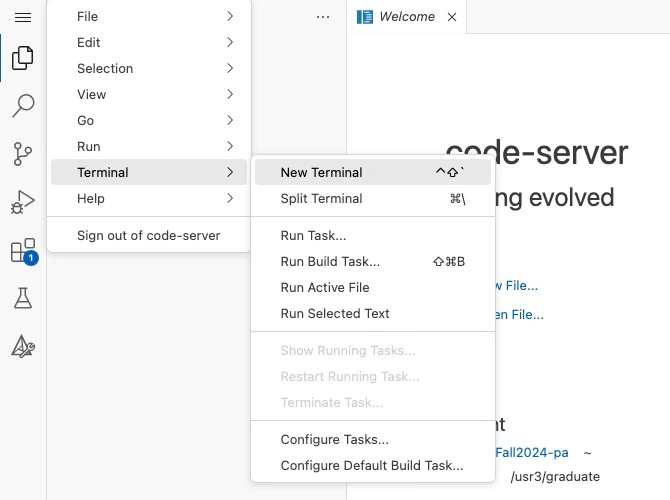 File
Edit
Selection
View
Go
Run
Terminal
Help
Sign out of code-server
New Terminal ^⇧`
Split Terminal ⌘\
Run Task...
Run Build Task... ⇧⌘B
Run Active File
Run Selected Text
Show Running Tasks...
Restart Running Task...
Terminate Task...
Configure Tasks...
Configure Default Build Task...
1
...
Welcome
code-server
ng evolved
w File...
en File...
nt
Fall2024-pa ~
/usr3/graduate